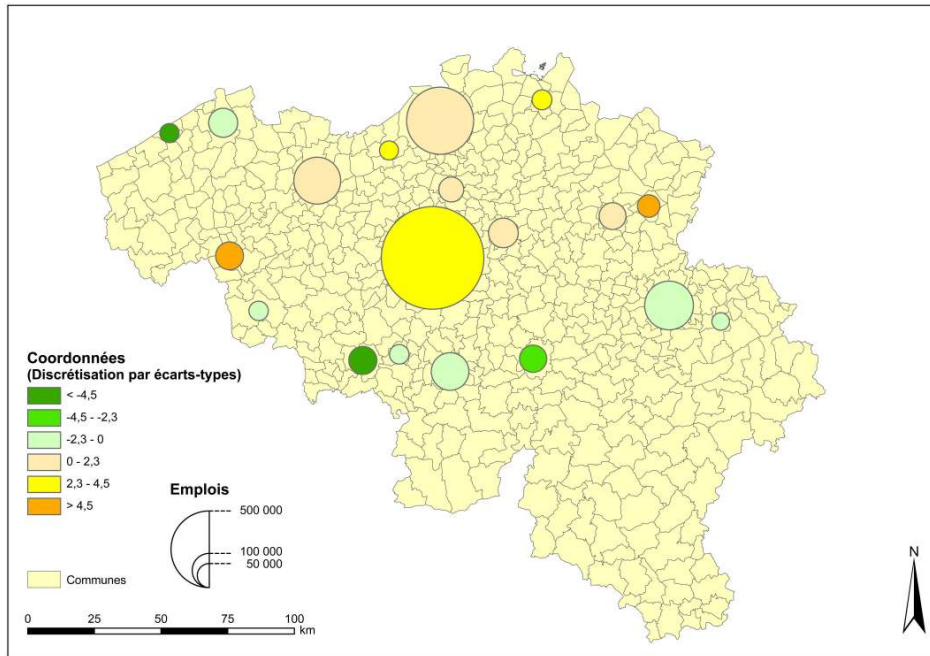 Coordonnées
(Discrétisation par écarts-types)
< -4,5
-4,5 - -2,3
-2,3 - 0
0 - 2,3
2,3 - 4,5
> 4,5
Communes
Emplois
500 000
100 000
50 000
0 25 50 75 100
km
N